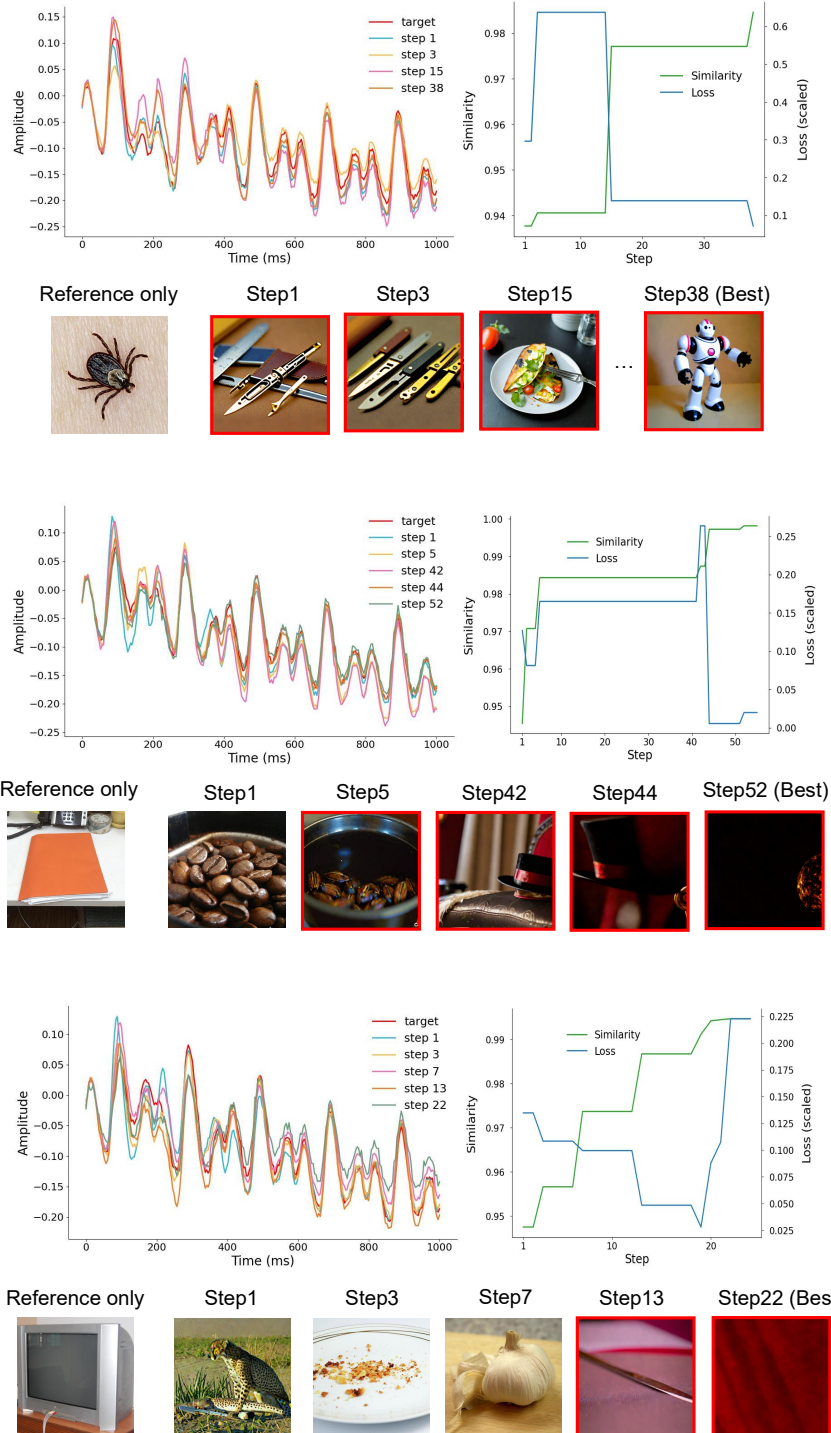 0.15
0.10
0.05
0.00
−0.05
−0.10
−0.15
−0.20
−0.25
Amplitude
0
200
400
600
800
1000
Time (ms)
target
step 1
step 3
step 15
step 38
0.98
0.97
0.96
0.95
0.94
Similarity
1
10
20
30
Step
Similarity
Loss
0.6
0.5
0.4
0.3
0.2
0.1
Loss (scaled)
Reference only
Step1
Step3
Step15
Step38 (Best)
...
0.10
0.05
0.00
−0.05
−0.10
−0.15
−0.20
−0.25
Amplitude
0
200
400
600
800
1000
Time (ms)
target
step 1
step 5
step 42
step 44
step 52
1.00
0.99
0.98
0.97
0.96
0.95
Similarity
1
10
20
30
40
50
Step
Similarity
Loss
0.25
0.20
0.15
0.10
0.05
0.00
Loss (scaled)
Reference only
Step1
Step5
Step42
Step44
Step52 (Best)
0.10
0.05
0.00
−0.05
−0.10
−0.15
−0.20
Amplitude
0
200
400
600
800
1000
Time (ms)
target
step 1
step 3
step 7
step 13
step 22
0.99
0.98
0.97
0.96
0.95
Similarity
1
10
20
Step
Similarity
Loss
0.225
0.200
0.175
0.150
0.125
0.100
0.075
0.050
0.025
Loss (scaled)
Reference only
Step1
Step3
Step7
Step13
Step22 (Bes